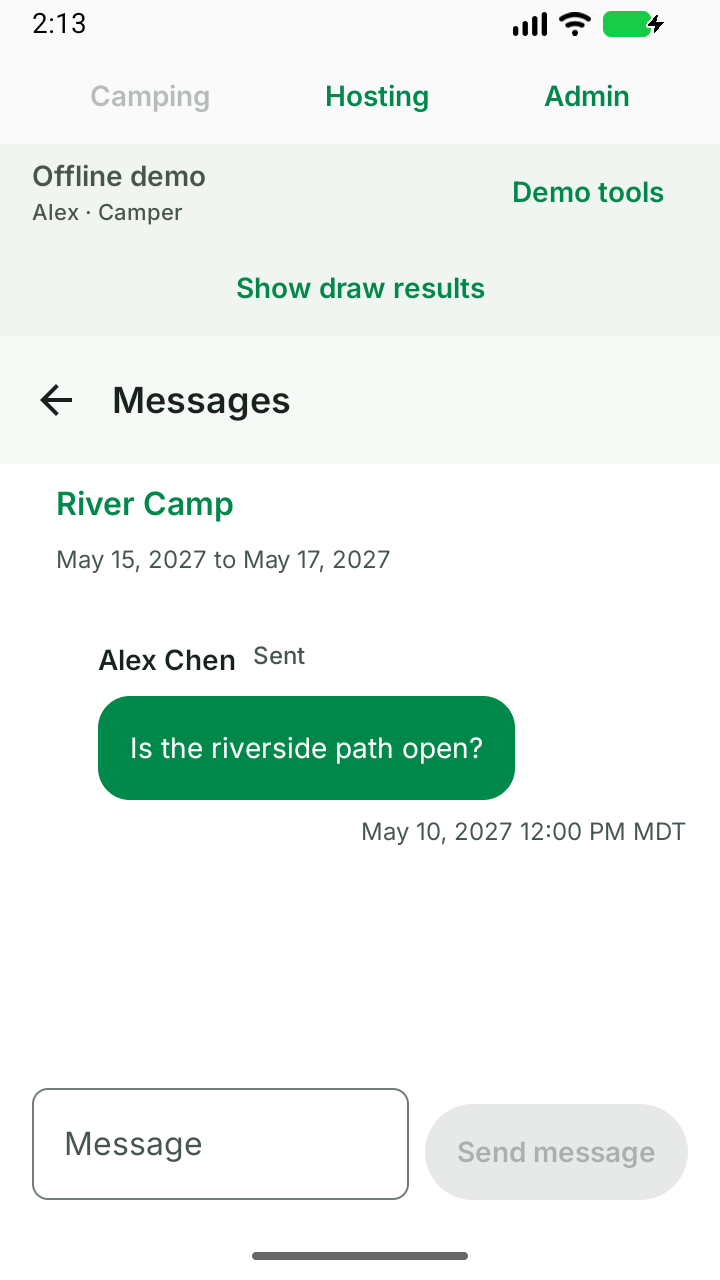 2:13
Camping Hosting Admin
Offline demo
Alex · Camper
Demo tools
Show draw results
Messages
River Camp
May 15, 2027 to May 17, 2027
Alex Chen Sent
Is the riverside path open?
May 10, 2027 12:00 PM MDT
Message
Send message